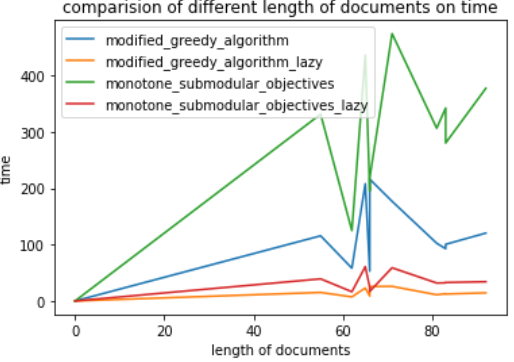 comparision of different length of documents on time
modified_greedy_algorithm
modified_greedy_algorithm_lazy
monotone_submodular_objectives
monotone_submodular_objectives_lazy
400
300
200
100
0
time
0 20 40 60 80
length of documents